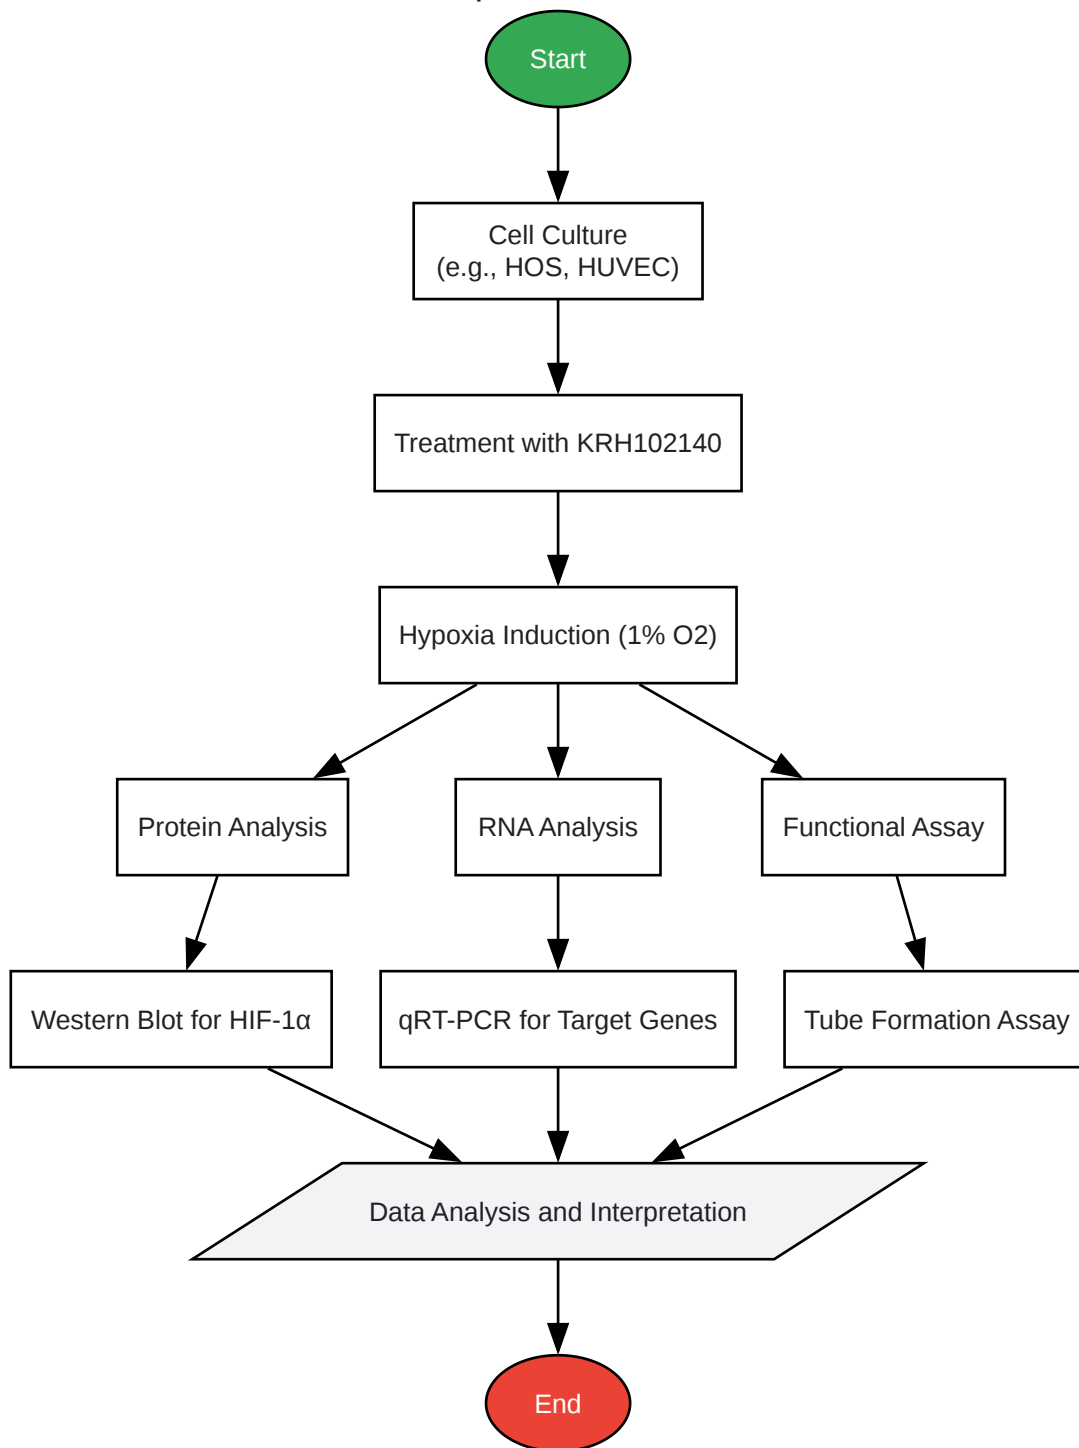 Start
Cell Culture
(e.g., HOS, HUVEC)
Treatment with KRH102140
Hypoxia Induction (1% O2)
Protein Analysis
RNA Analysis
Functional Assay
Western Blot for HIF-1α
qRT-PCR for Target Genes
Tube Formation Assay
Data Analysis and Interpretation
End